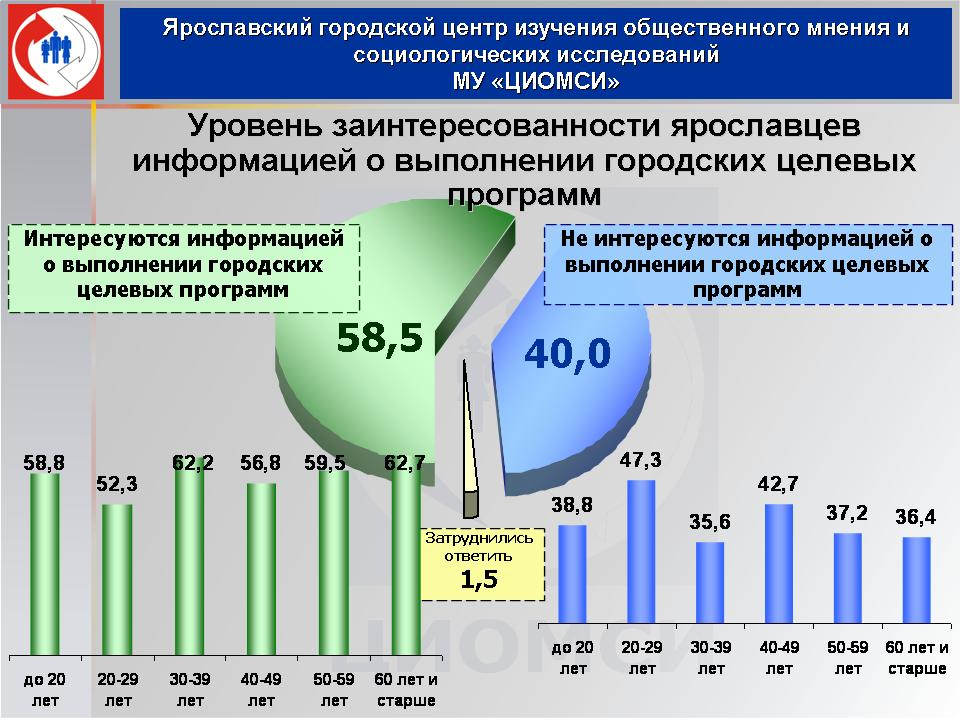 Ярославский городской центр изучения общественного мнения и
социологических исследований
МУ «ЦИОМСИ»
Уровень заинтересованности ярославцев
информацией о выполнении городских целевых
программ
Интересуются информацией
о выполнении городских
целевых программ
Не интересуются информацией о
выполнении городских целевых
программ
58,5
40,0
Затруднились
ответить
1,5
58,8
52,3
62,2
56,8
59,5
62,7
до 20
лет
20-29
лет
30-39
лет
40-49
лет
50-59
лет
60 лет и
старше
38,8
47,3
35,6
42,7
37,2
36,4
до 20
лет
20-29
лет
30-39
лет
40-49
лет
50-59
лет
60 лет и
старше
ЦИОМСИ